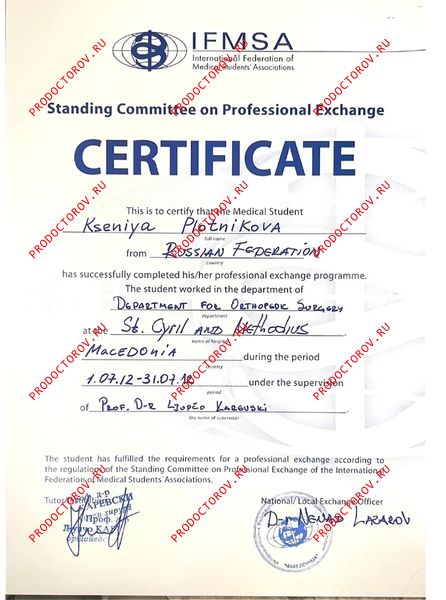 IFMSA
International Federation of
Medical Students' Associations
Standing Committee on Professional Exchange
CERTIFICATE
This is to certify that the Medical Student
Kseniya Plotnikova
full name
from Russian Federation
country
has successfully completed his/her professional exchange programme.
The student worked in the department of
Department for Orthopedic Surgery
department
at the St. Cyril and Methodius
name of hospital
Macedonia during the period
country
1.07.12-31.07.12 under the supervision
period
of Prof. D-r Ljupčo Karevski.
the name of supervisor
The student has fulfilled the requirements for a professional exchange according to
the regulation of the Standing Committee on Professional Exchange of the International
Federation of Medical Students' Associations.
National/ Local Exchange Officer
Tutor
D-r Nenad Lazarov
PRODOCTOROV.RU